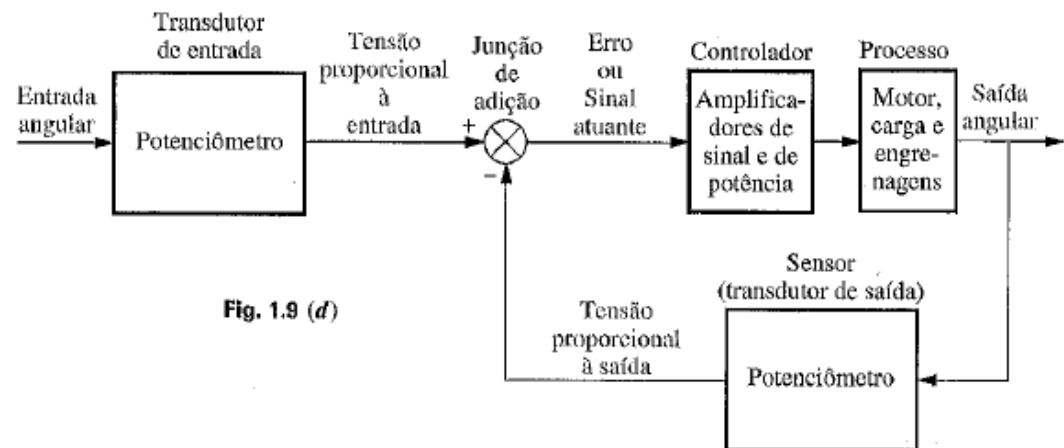 Transdutor
de entrada
Entrada
angular
Potenciômetro
Tensão
proporcional
à
entrada
Junção
de
adição
+
−
Erro
ou
Sinal
atuante
Controlador
Amplifica-
dores de
sinal e de
potência
Processo
Motor,
carga e
engre-
nagens
Saída
angular
Sensor
(transdutor de saída)
Potenciômetro
Tensão
proporcional
à saída
Fig. 1.9 (d)